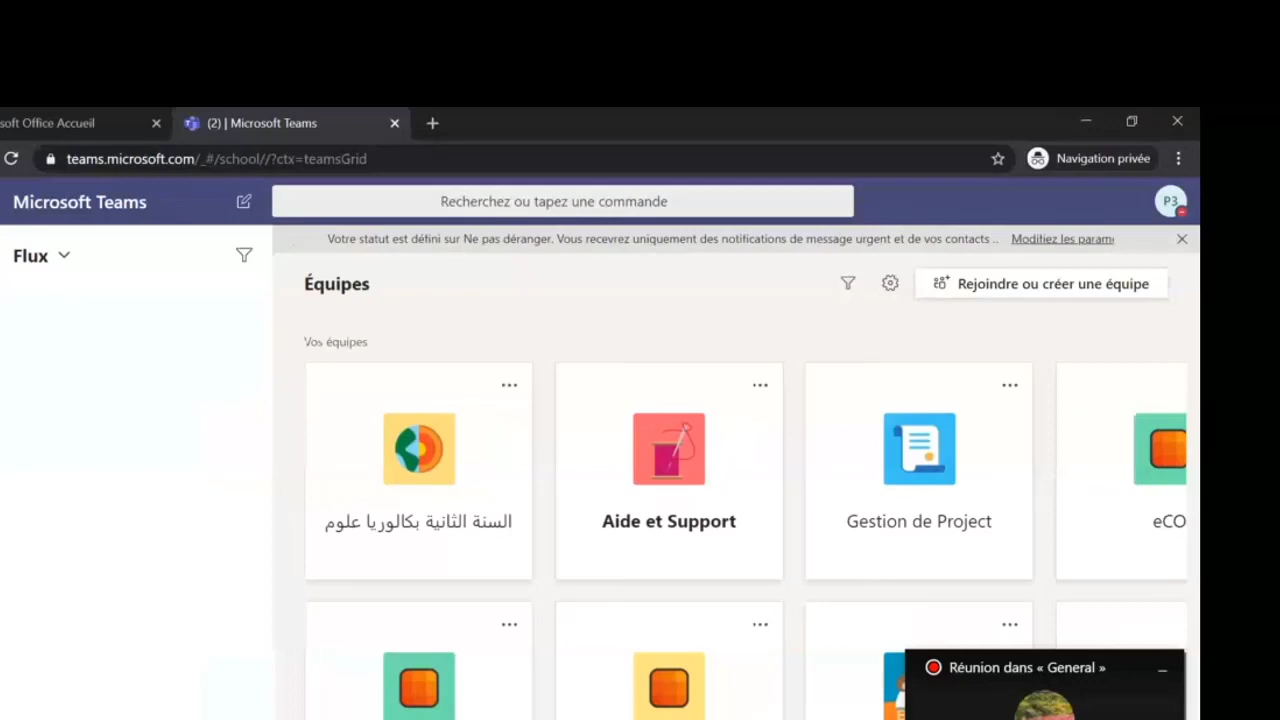 soft Office Accueil
(2) | Microsoft Teams
teams.microsoft.com/_#/school//?ctx=teamsGrid
Navigation privée
Microsoft Teams
Recherchez ou tapez une commande
P3
Flux
Votre statut est défini sur Ne pas déranger. Vous recevrez uniquement des notifications de message urgent et de vos contacts ..
Modifiez les param
Équipes
Rejoindre ou créer une équipe
Vos équipes
السنة الثانية بكالوريا علوم
Aide et Support
Gestion de Project
eCO
Réunion dans « General »